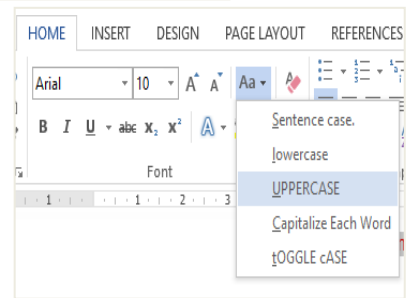 HOME INSERT DESIGN PAGE LAYOUT REFERENCES
Arial 10 A A Aa
B I U abc X₂ X² A
Font
1 1 2 3
Sentence case.
lowercase
UPPERCASE
Capitalize Each Word
tOGGLE cASE